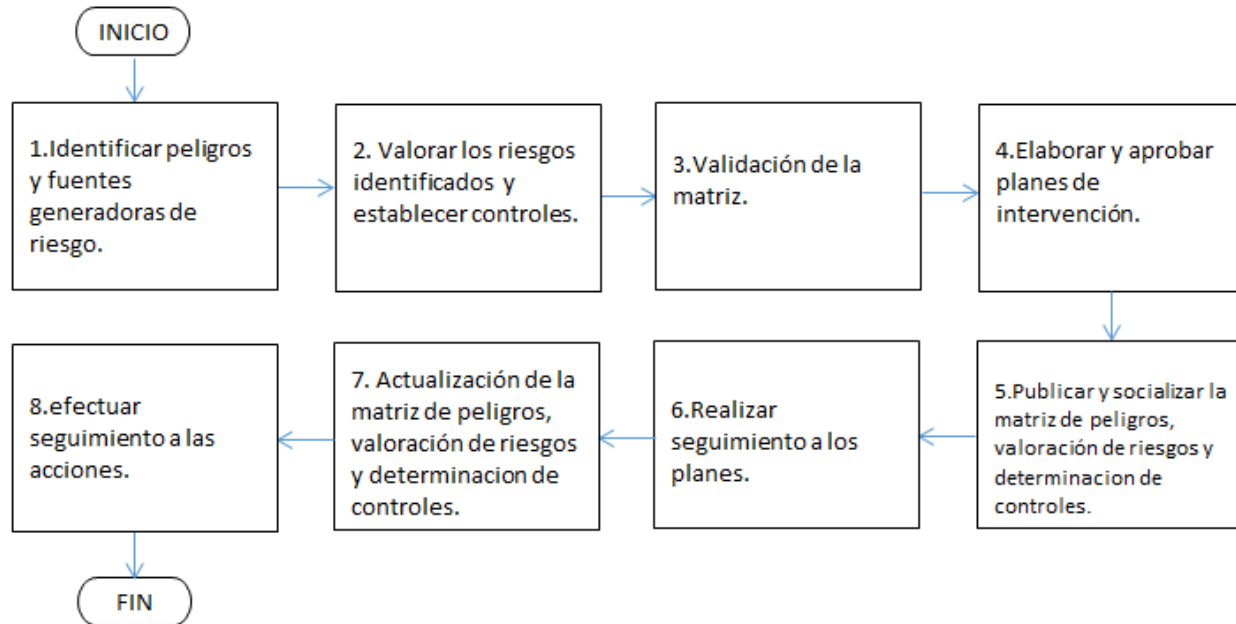 INICIO
1.Identificar peligros
y fuentes
generadoras de
riesgo.
2. Valorar los riesgos
identificados y
establecer controles.
3.Validación de la
matriz.
4.Elaborar y aprobar
planes de
intervención.
5.Publicar y socializar la
matriz de peligros,
valoración de riesgos y
determinacion de
controles.
6.Realizar
seguimiento a los
planes.
7. Actualización de la
matriz de peligros,
valoración de riesgos
y determinacion de
controles.
8.efectuar
seguimiento a las
acciones.
FIN